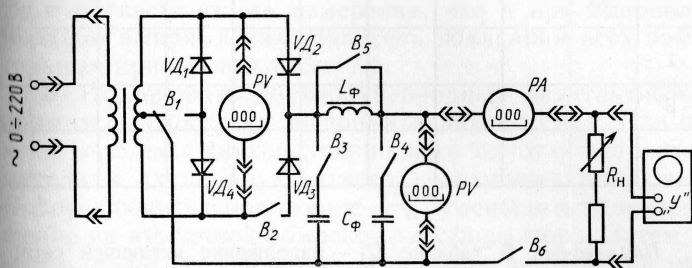 ~ 0÷220 В
В₁
VД₁
VД₄
PV
000
VД₂
VД₃
В₂
В₅
Lф
В₃
Сф
В₄
PV
000
PA
000
В₆
Rн
„У"